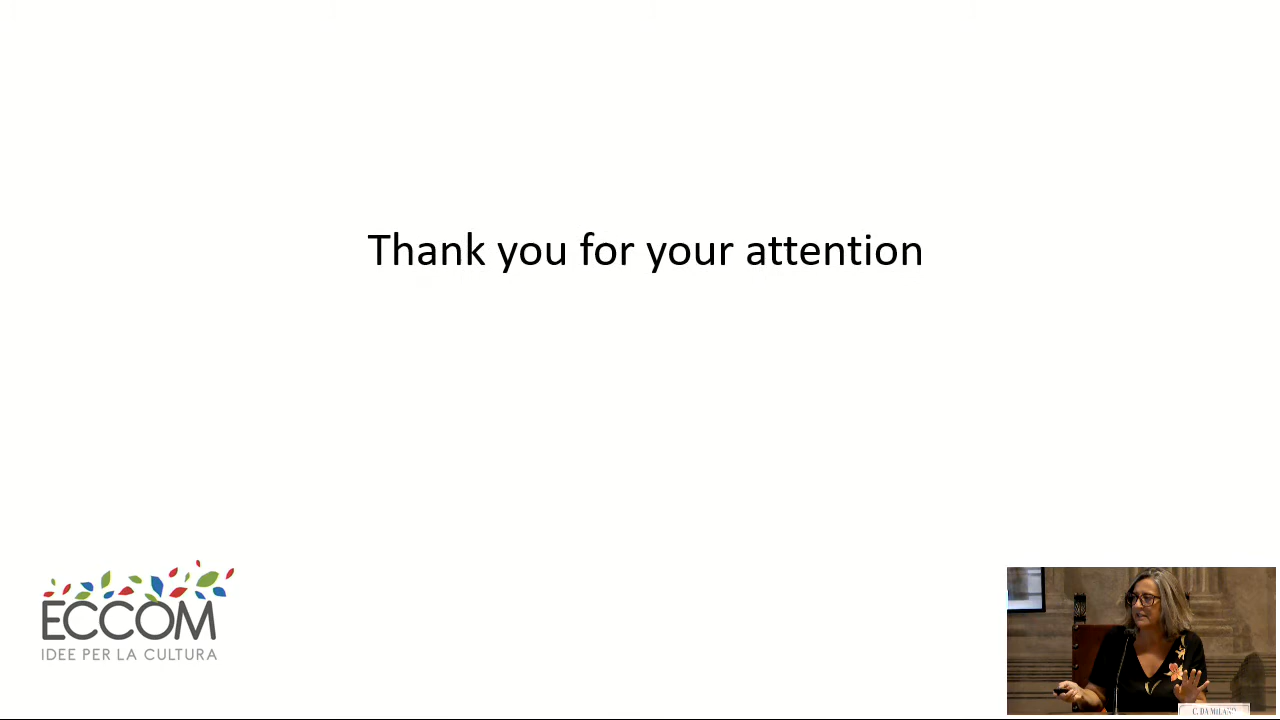 Thank you for your attention
ECCOM
IDEE PER LA CULTURA
C. DA MILANO